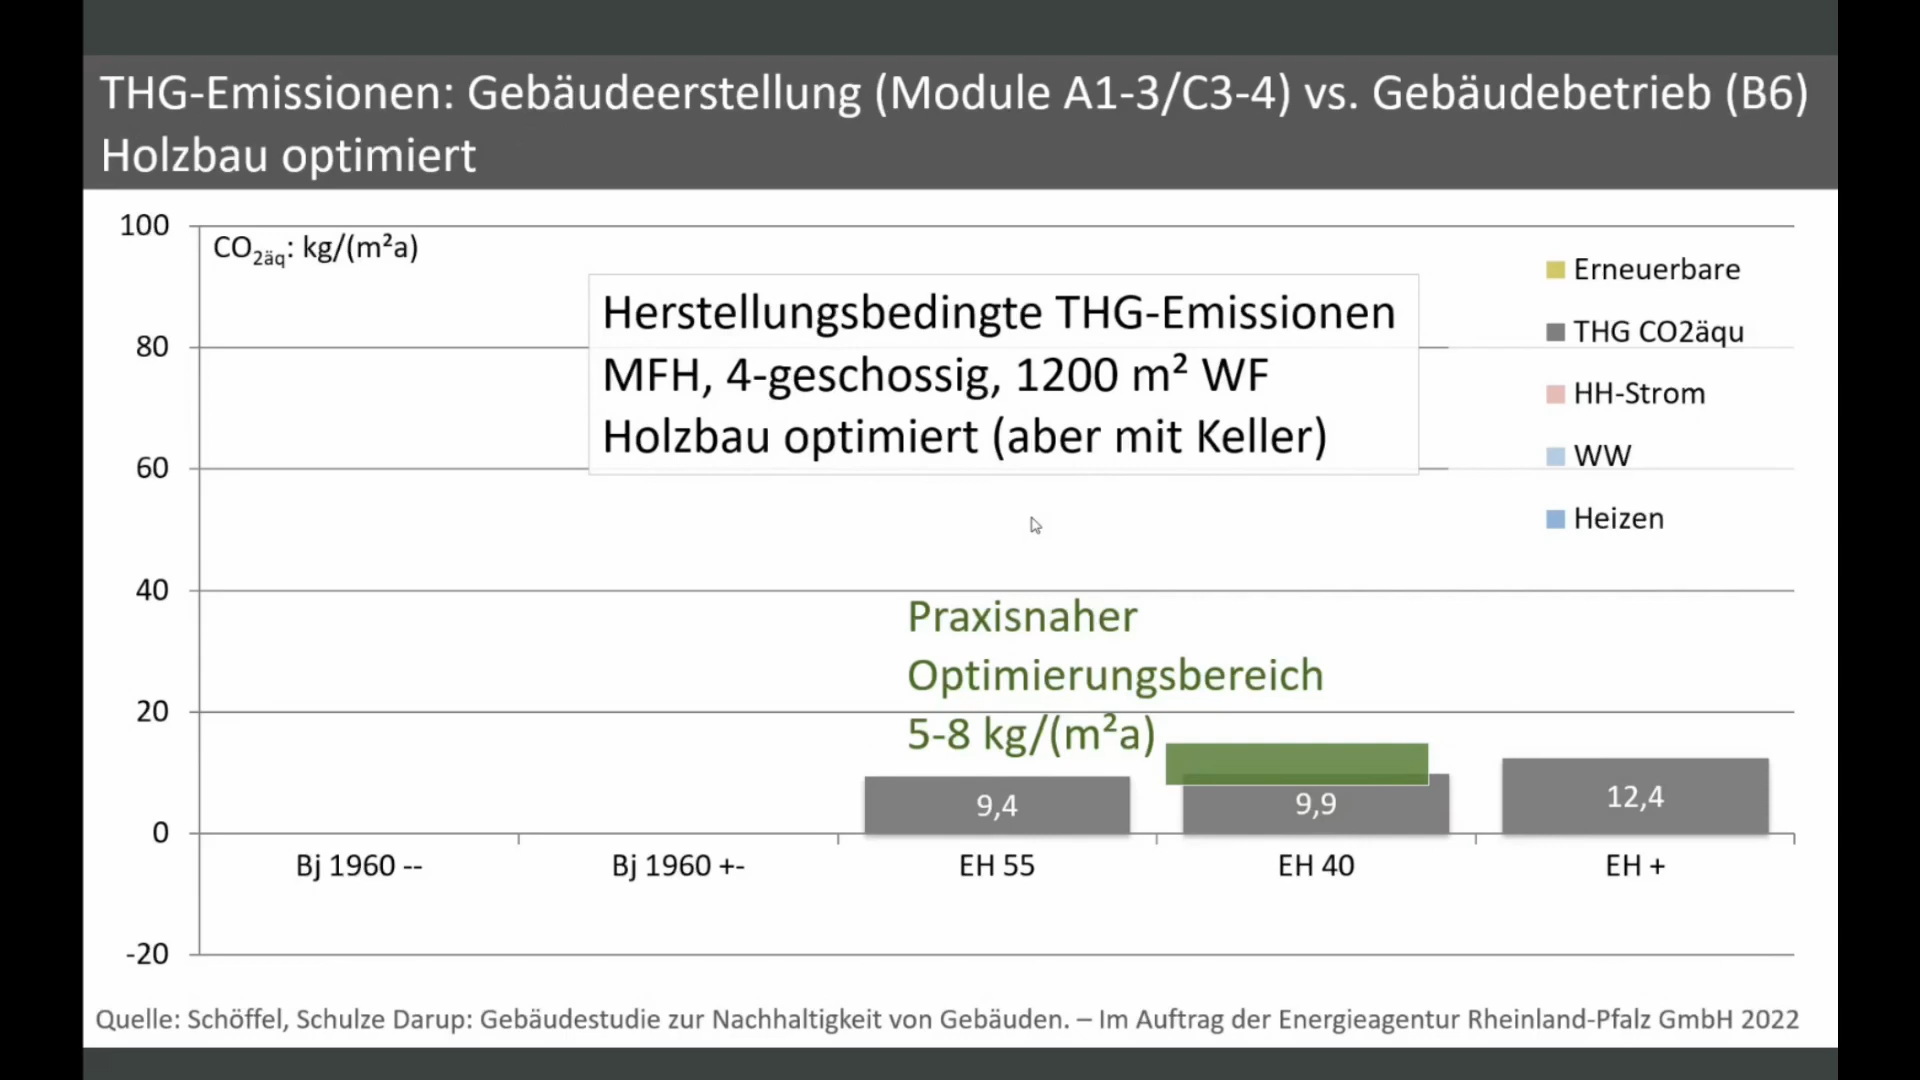 THG-Emissionen: Gebäudeerstellung (Module A1-3/C3-4) vs. Gebäudebetrieb (B6)
Holzbau optimiert
100
80
60
40
20
0
-20
CO₂äq: kg/(m²a)
Herstellungsbedingte THG-Emissionen
MFH, 4-geschossig, 1200 m² WF
Holzbau optimiert (aber mit Keller)
Erneuerbare
THG CO2äqu
HH-Strom
WW
Heizen
Praxisnaher
Optimierungsbereich
5-8 kg/(m²a)
9,4
9,9
12,4
Bj 1960 --
Bj 1960 +-
EH 55
EH 40
EH +
Quelle: Schöffel, Schulze Darup: Gebäudestudie zur Nachhaltigkeit von Gebäuden. – Im Auftrag der Energieagentur Rheinland-Pfalz GmbH 2022